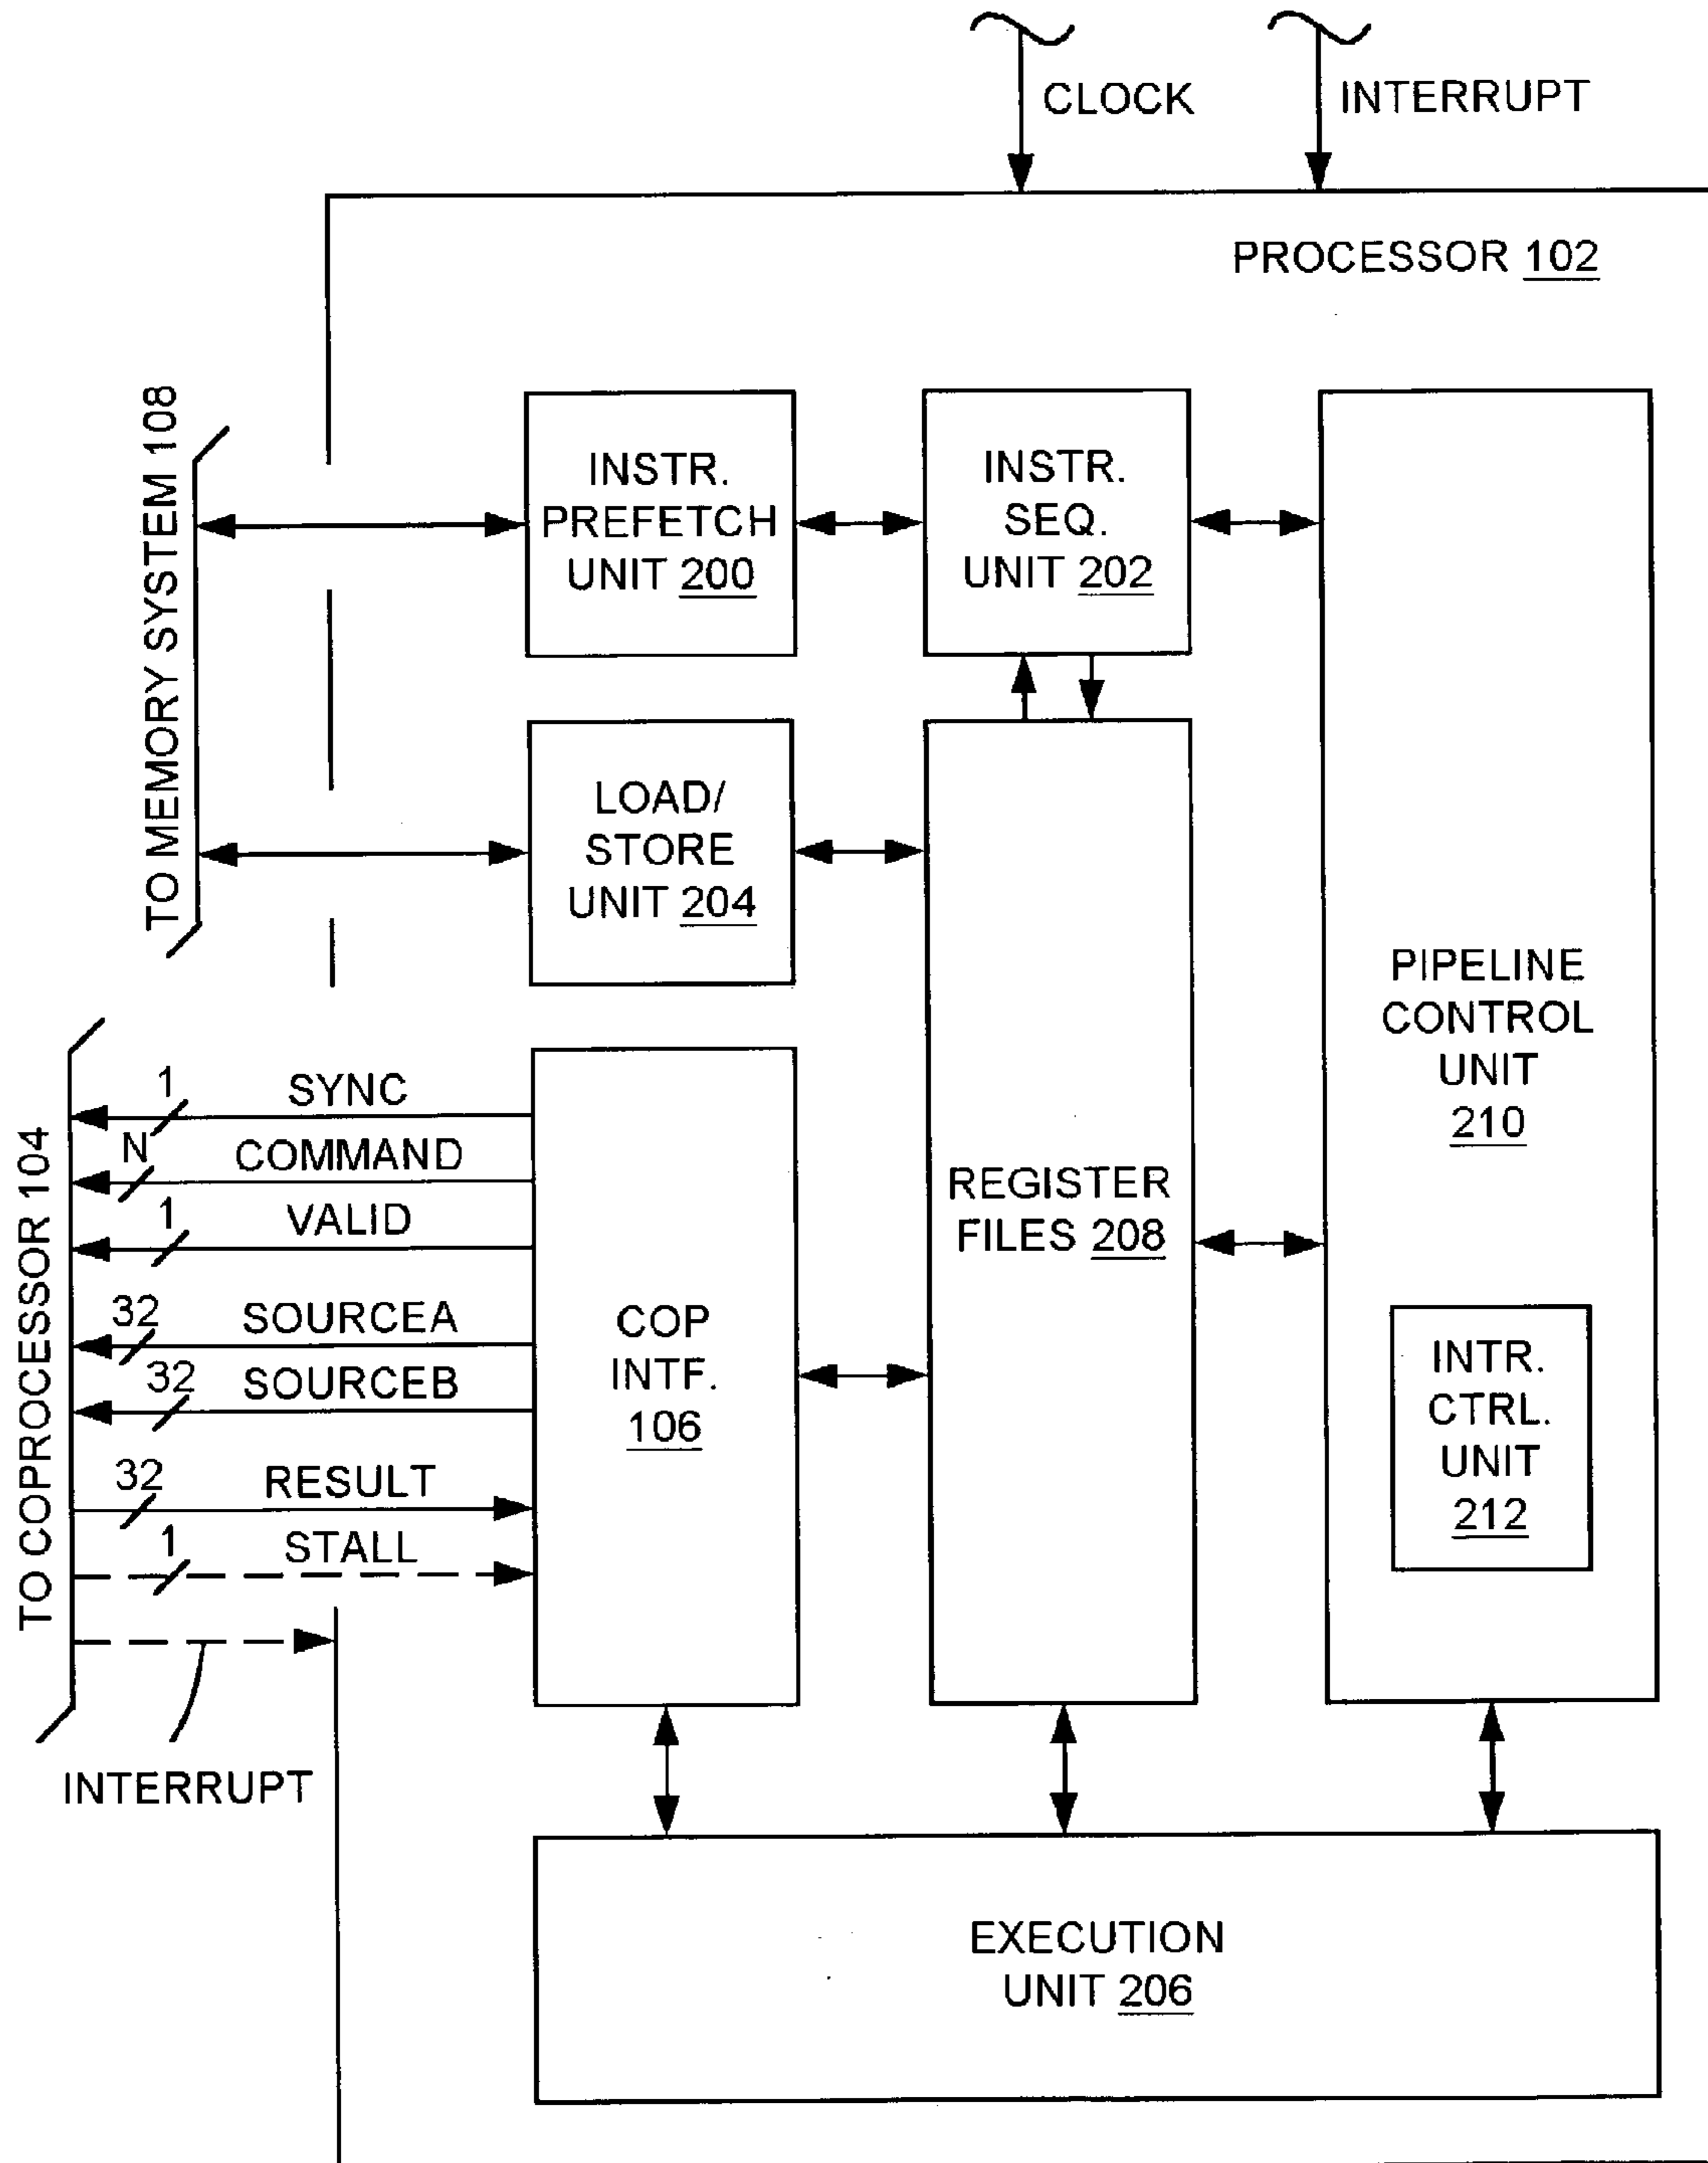 CLOCK
INTERRUPT
PROCESSOR 102
TO MEMORY SYSTEM 108
INSTR.
PREFETCH
UNIT 200
INSTR.
SEQ.
UNIT 202
LOAD/
STORE
UNIT 204
PIPELINE
CONTROL
UNIT
210
TO COPROCESSOR 104
1
SYNC
N
COMMAND
1
VALID
32
SOURCEA
32
SOURCEB
32
RESULT
1
STALL
INTERRUPT
COP
INTF.
106
REGISTER
FILES 208
INTR.
CTRL.
UNIT
212
EXECUTION
UNIT 206